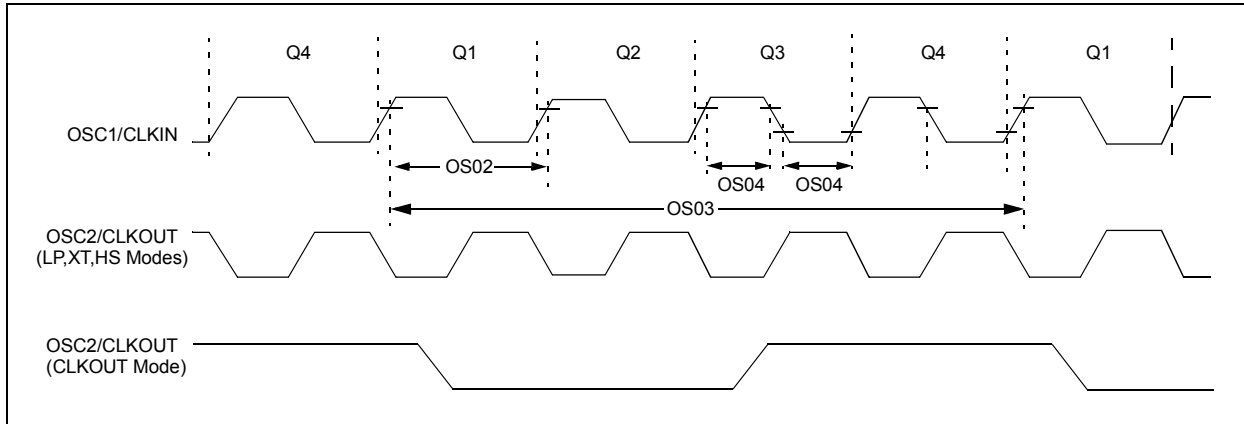 Q4 Q1 Q2 Q3 Q4 Q1
OSC1/CLKIN
OS02
OS04 OS04
OS03
OSC2/CLKOUT
(LP,XT,HS Modes)
OSC2/CLKOUT
(CLKOUT Mode)